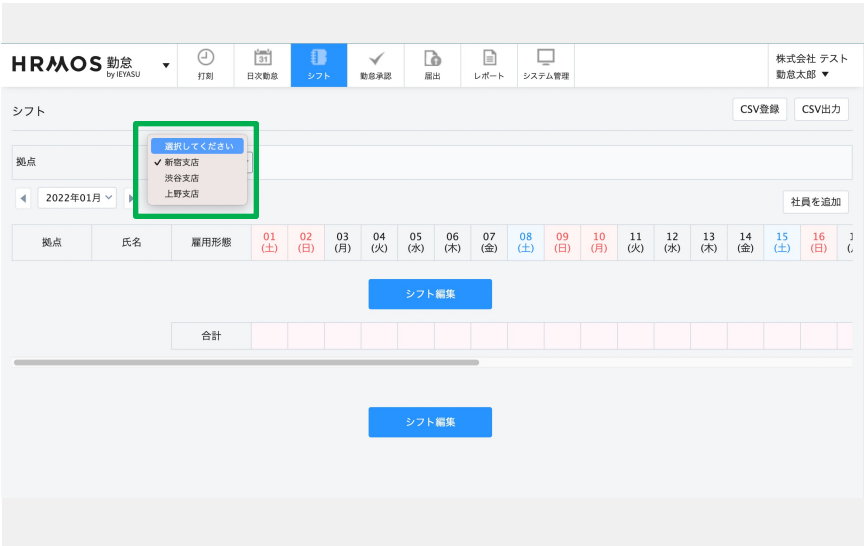 HRMOS 勤怠 ▼
by IEYASU
打刻
31
日次勤怠
シフト
勤怠承認
届出
レポート
システム管理
株式会社 テスト
勤怠太郎 ▼
シフト
CSV登録
CSV出力
拠点
選択してください
✓ 新宿支店
渋谷支店
上野支店
2022年01月
社員を追加
拠点 氏名 雇用形態 01 02 03 04 05 06 07 08 09 10 11 12 13 14 15 16
(土) (日) (月) (火) (水) (木) (金) (土) (日) (月) (火) (水) (木) (金) (土) (日)
シフト編集
合計
シフト編集